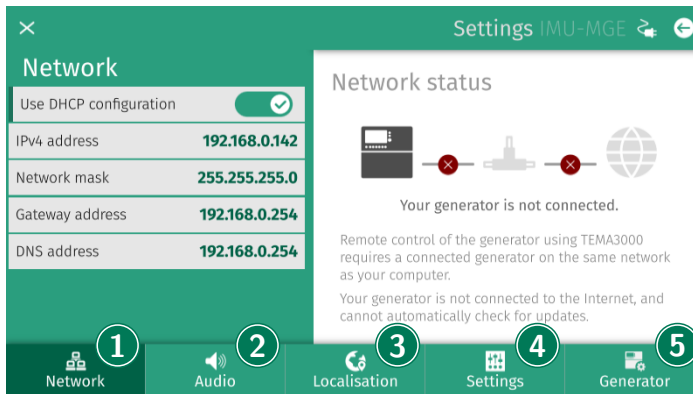 Settings IMU-MGE
Network
Use DHCP configuration
IPv4 address 192.168.0.142
Network mask 255.255.255.0
Gateway address 192.168.0.254
DNS address 192.168.0.254
Network status
Your generator is not connected.
Remote control of the generator using TEMA3000
requires a connected generator on the same network
as your computer.
Your generator is not connected to the Internet, and
cannot automatically check for updates.
1 2 3 4 5
Network Audio Localisation Settings Generator